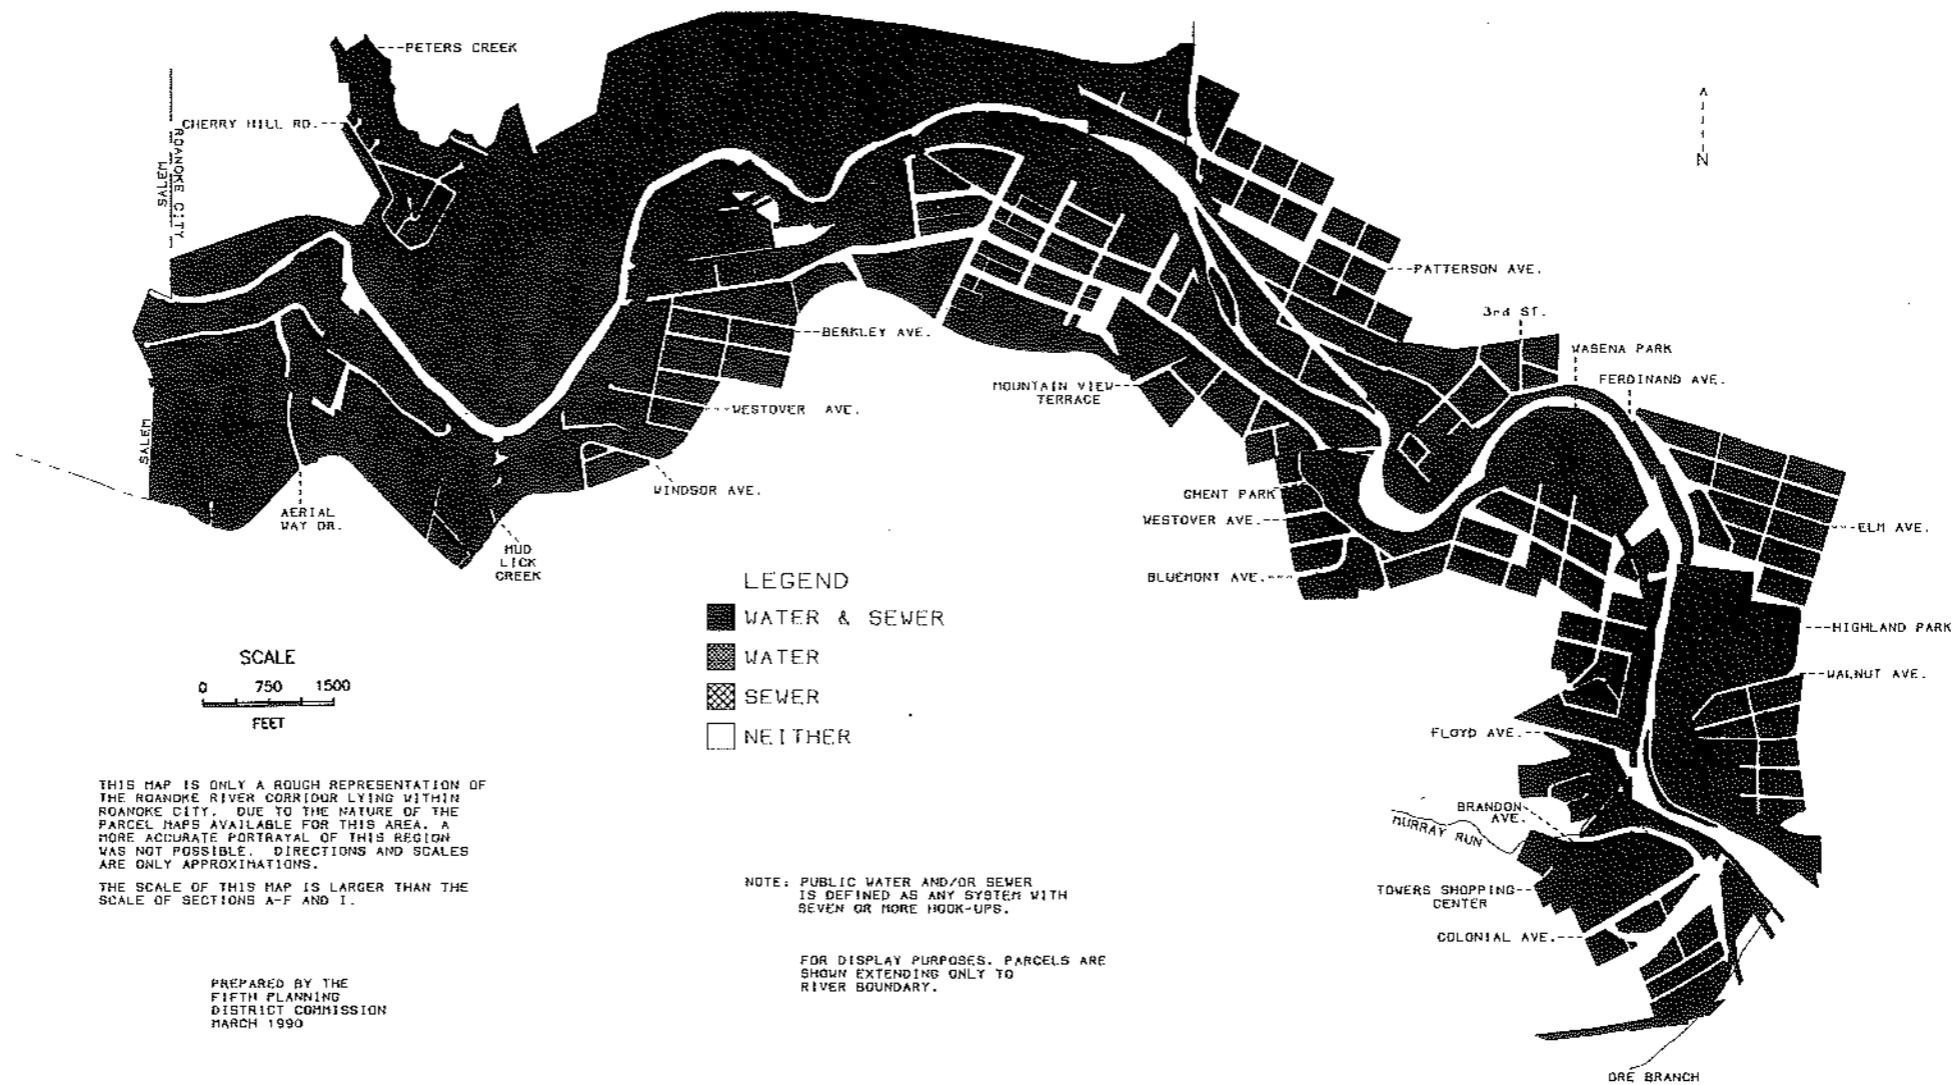 PETERS CREEK
CHERRY HILL RD.
SALEM
ROANOKE CITY
N
PATTERSON AVE.
3rd ST.
WASENA PARK
FERDINAND AVE.
BERKLEY AVE.
MOUNTAIN VIEW
TERRACE
WESTOVER AVE.
SALEM
WINDSOR AVE.
GHENT PARK
WESTOVER AVE.
ELM AVE.
AERIAL
WAY DR.
MUD
LICK
CREEK
BLUEMONT AVE.
LEGEND
WATER & SEWER
WATER
SEWER
NEITHER
HIGHLAND PARK
WALNUT AVE.
SCALE
0 750 1500
FEET
FLOYD AVE.
THIS MAP IS ONLY A ROUGH REPRESENTATION OF
THE ROANOKE RIVER CORRIDOR LYING WITHIN
ROANOKE CITY. DUE TO THE NATURE OF THE
PARCEL MAPS AVAILABLE FOR THIS AREA, A
MORE ACCURATE PORTRAYAL OF THIS REGION
WAS NOT POSSIBLE. DIRECTIONS AND SCALES
ARE ONLY APPROXIMATIONS.
THE SCALE OF THIS MAP IS LARGER THAN THE
SCALE OF SECTIONS A-F AND I.
BRANDON
AVE.
MURRAY RUN
TOWERS SHOPPING
CENTER
COLONIAL AVE.
NOTE: PUBLIC WATER AND/OR SEWER
IS DEFINED AS ANY SYSTEM WITH
SEVEN OR MORE HOOK-UPS.
FOR DISPLAY PURPOSES, PARCELS ARE
SHOWN EXTENDING ONLY TO
RIVER BOUNDARY.
PREPARED BY THE
FIFTH PLANNING
DISTRICT COMMISSION
MARCH 1990
ORE BRANCH